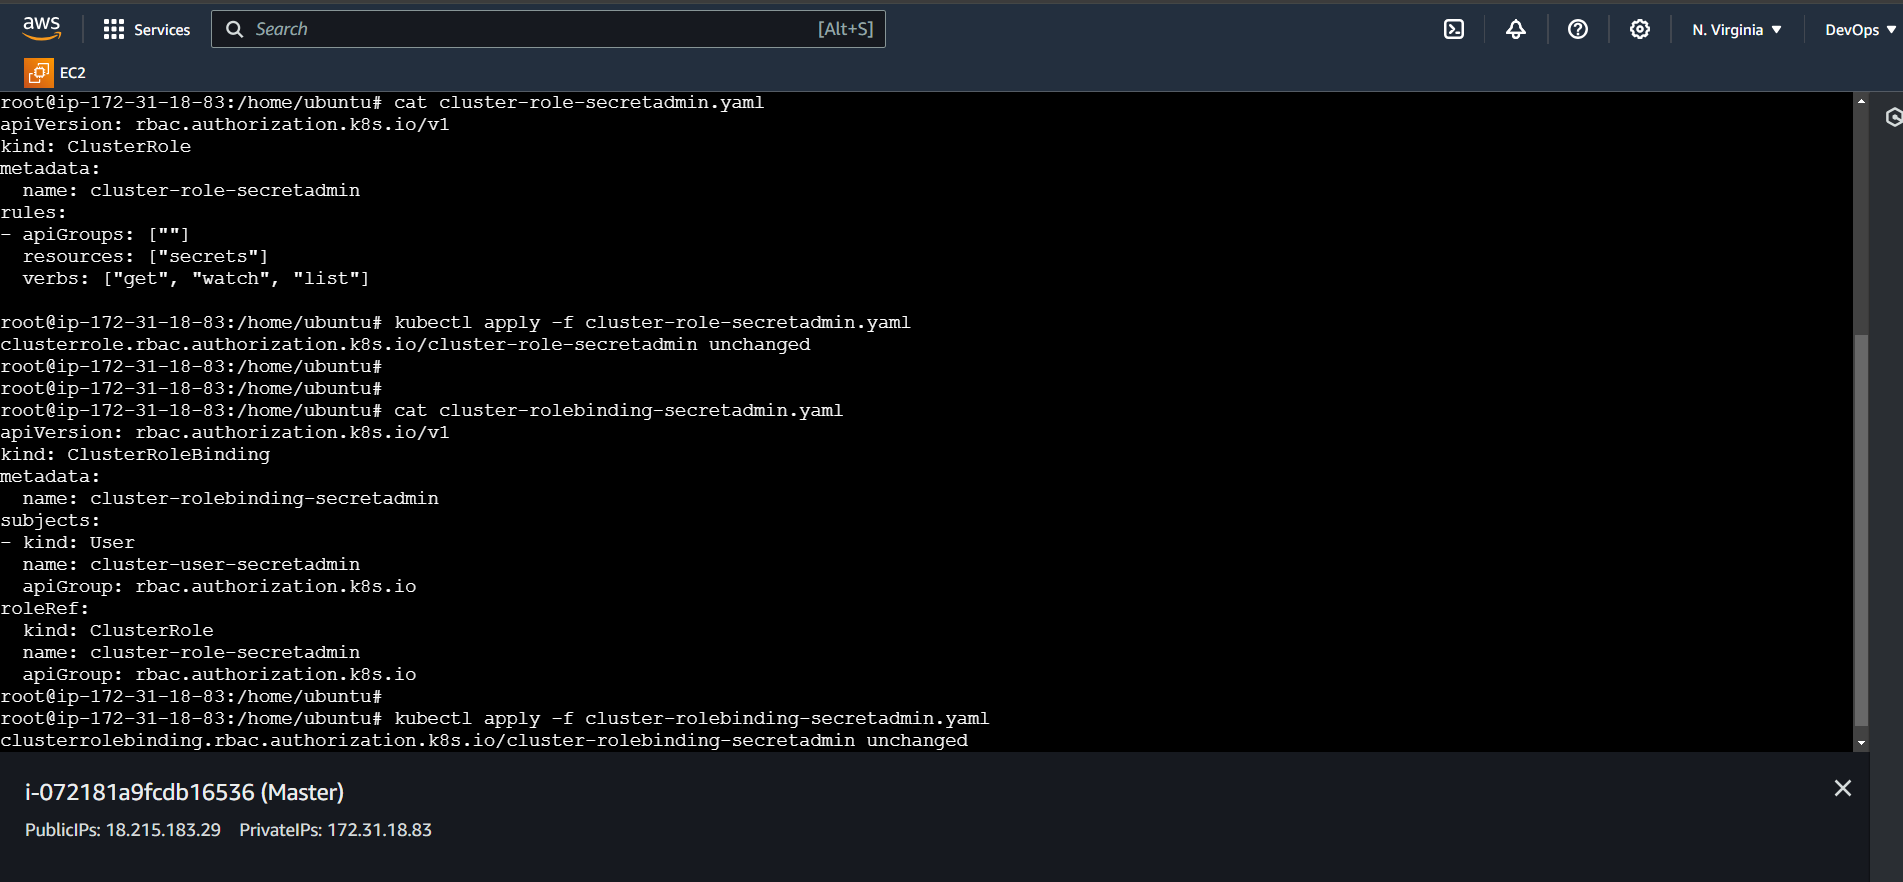 aws
Services
Search
[Alt+S]
N. Virginia
DevOps
EC2
root@ip-172-31-18-83:/home/ubuntu# cat cluster-role-secretadmin.yaml
apiVersion: rbac.authorization.k8s.io/v1
kind: ClusterRole
metadata:
  name: cluster-role-secretadmin
rules:
- apiGroups: [""]
  resources: ["secrets"]
  verbs: ["get", "watch", "list"]
root@ip-172-31-18-83:/home/ubuntu# kubectl apply -f cluster-role-secretadmin.yaml
clusterrole.rbac.authorization.k8s.io/cluster-role-secretadmin unchanged
root@ip-172-31-18-83:/home/ubuntu#
root@ip-172-31-18-83:/home/ubuntu#
root@ip-172-31-18-83:/home/ubuntu# cat cluster-rolebinding-secretadmin.yaml
apiVersion: rbac.authorization.k8s.io/v1
kind: ClusterRoleBinding
metadata:
  name: cluster-rolebinding-secretadmin
subjects:
- kind: User
  name: cluster-user-secretadmin
  apiGroup: rbac.authorization.k8s.io
roleRef:
  kind: ClusterRole
  name: cluster-role-secretadmin
  apiGroup: rbac.authorization.k8s.io
root@ip-172-31-18-83:/home/ubuntu#
root@ip-172-31-18-83:/home/ubuntu# kubectl apply -f cluster-rolebinding-secretadmin.yaml
clusterrolebinding.rbac.authorization.k8s.io/cluster-rolebinding-secretadmin unchanged
i-072181a9fcdb16536 (Master)
PublicIPs: 18.215.183.29 PrivateIPs: 172.31.18.83